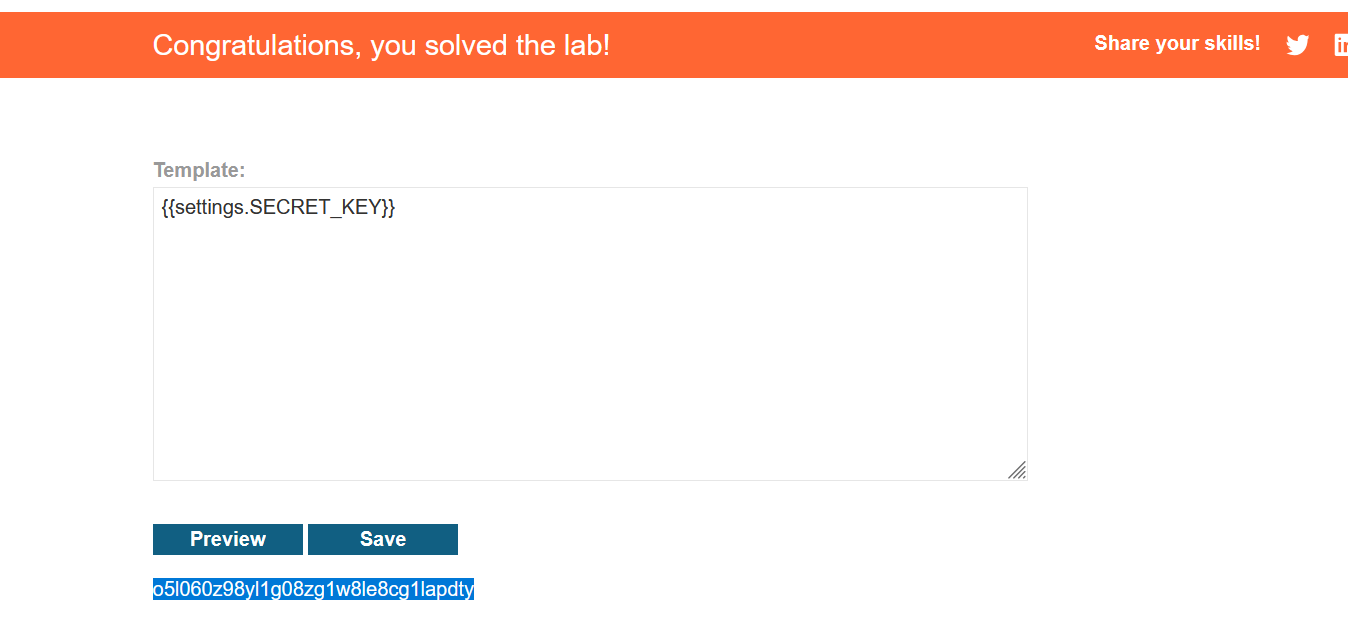 Congratulations, you solved the lab!
Share your skills!
Template:
{{settings.SECRET_KEY}}
Preview
Save
o5l060z98yl1g08zg1w8le8cg1lapdty